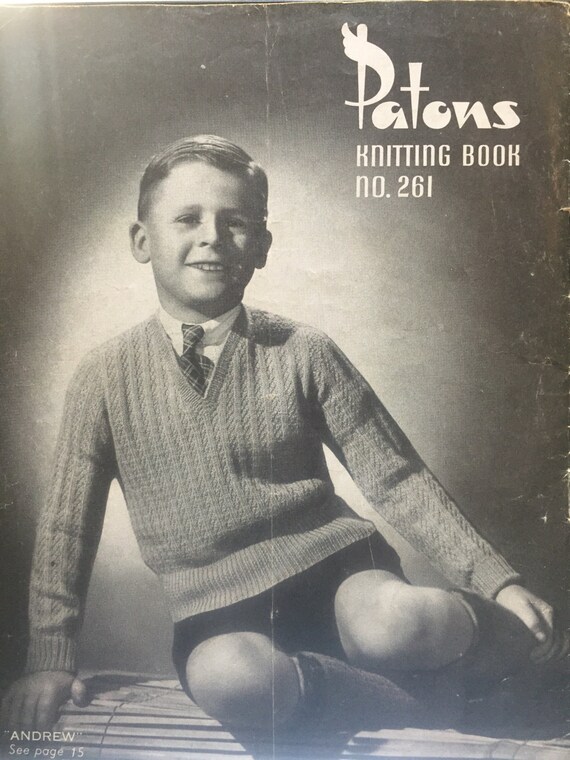 Patons
KNITTING BOOK
NO. 261
"ANDREW"
See page 15